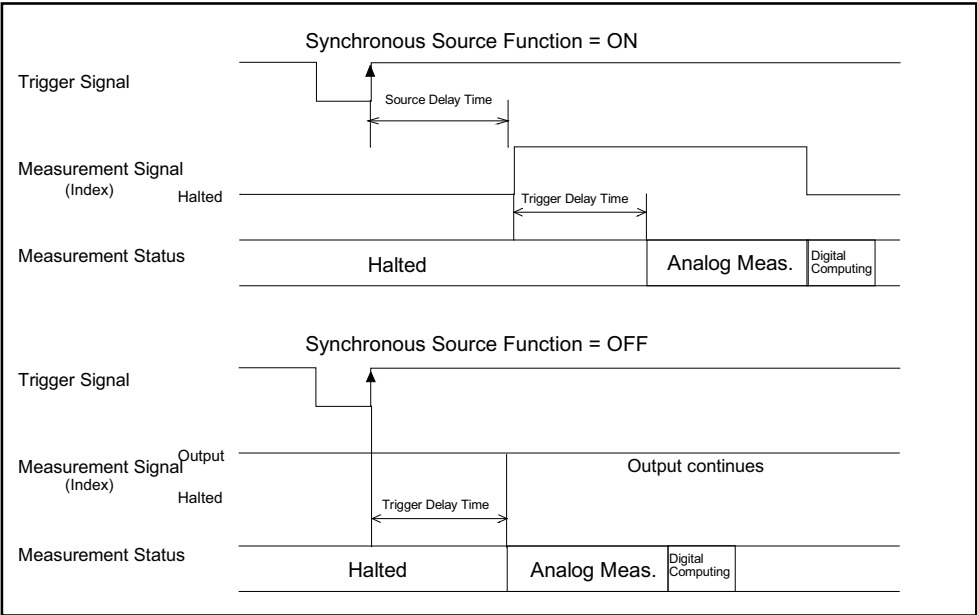 Synchronous Source Function = ON
Trigger Signal
Source Delay Time
Measurement Signal
(Index)
Halted
Trigger Delay Time
Measurement Status
Halted
Analog Meas.
Digital
Computing
Synchronous Source Function = OFF
Trigger Signal
Output
Measurement Signal
(Index)
Output continues
Halted
Trigger Delay Time
Measurement Status
Halted
Analog Meas.
Digital
Computing